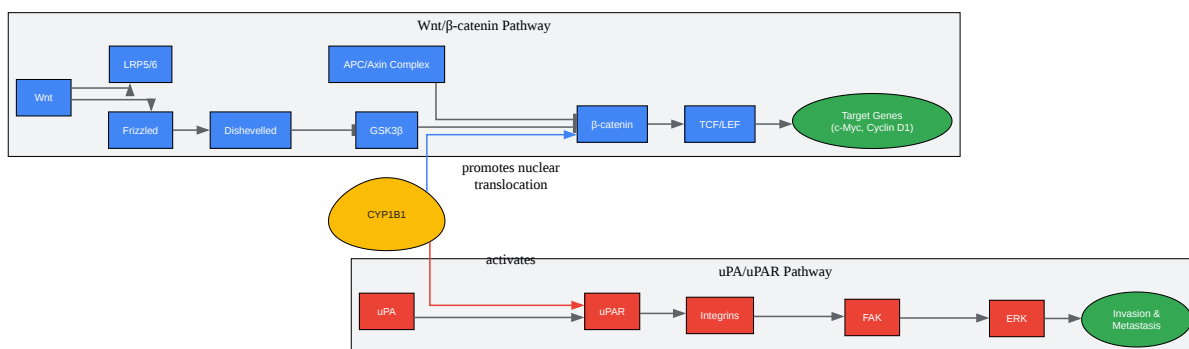 Wnt/β-catenin Pathway
LRP5/6
APC/Axin Complex
Wnt
Frizzled
Dishevelled
GSK3β
β-catenin
TCF/LEF
Target Genes
(c-Myc, Cyclin D1)
promotes nuclear
translocation
CYP1B1
activates
uPA/uPAR Pathway
uPA
uPAR
Integrins
FAK
ERK
Invasion &
Metastasis